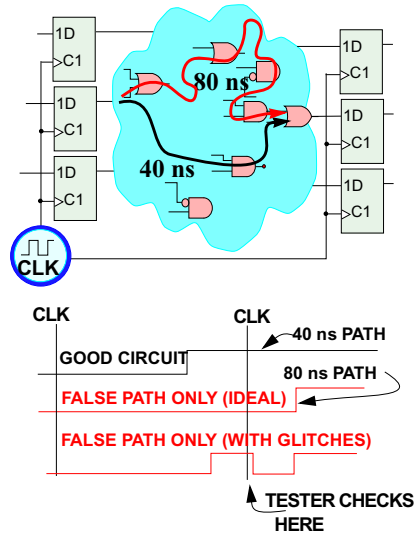 1D
C1
1D
C1
1D
C1
80 ns
40 ns
1D
C1
1D
C1
1D
C1
CLK
CLK
CLK
40 ns PATH
GOOD CIRCUIT
80 ns PATH
FALSE PATH ONLY (IDEAL)
FALSE PATH ONLY (WITH GLITCHES)
TESTER CHECKS
HERE